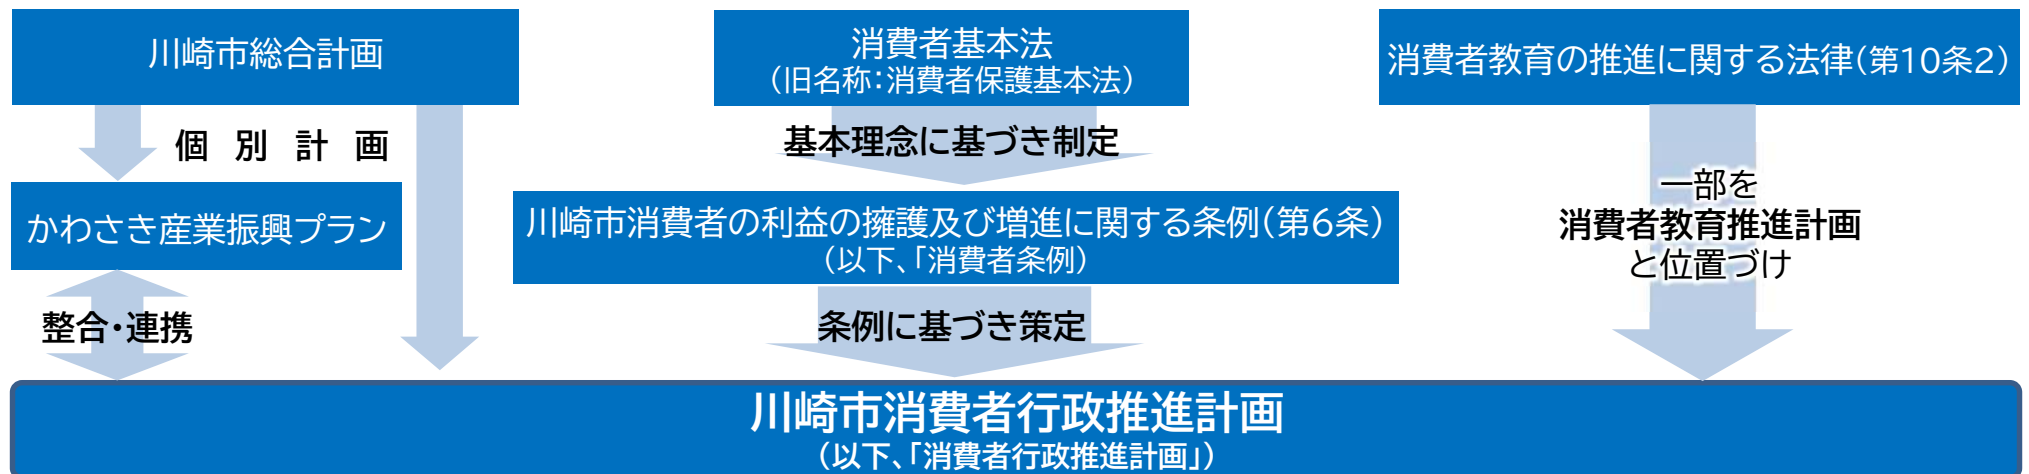 川崎市総合計画
消費者基本法
（旧名称：消費者保護基本法）
消費者教育の推進に関する法律（第10条2）
個別計画
基本理念に基づき制定
かわさき産業振興プラン
川崎市消費者の利益の擁護及び増進に関する条例（第6条）
（以下、「消費者条例）
一部を
消費者教育推進計画
と位置づけ
整合・連携
条例に基づき策定
川崎市消費者行政推進計画
（以下、「消費者行政推進計画」）